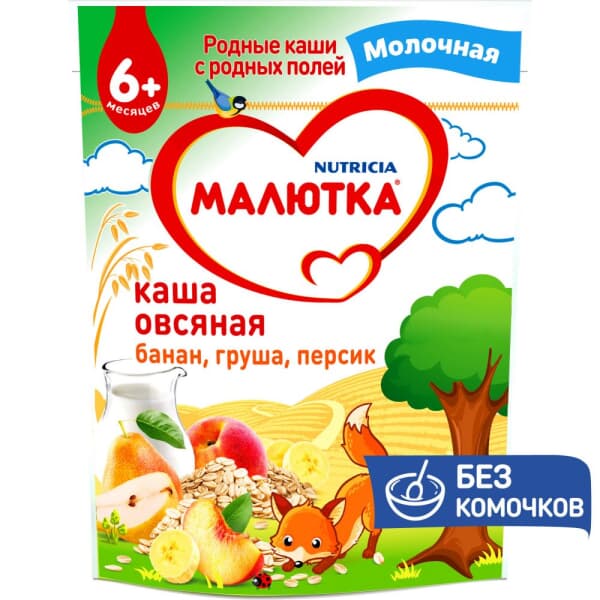 Родные каши
с родных полей
Молочная
6+
месяцев
NUTRICIA
МАЛЮТКА®
каша
овсяная
банан, груша, персик
БЕЗ
КОМОЧКОВ